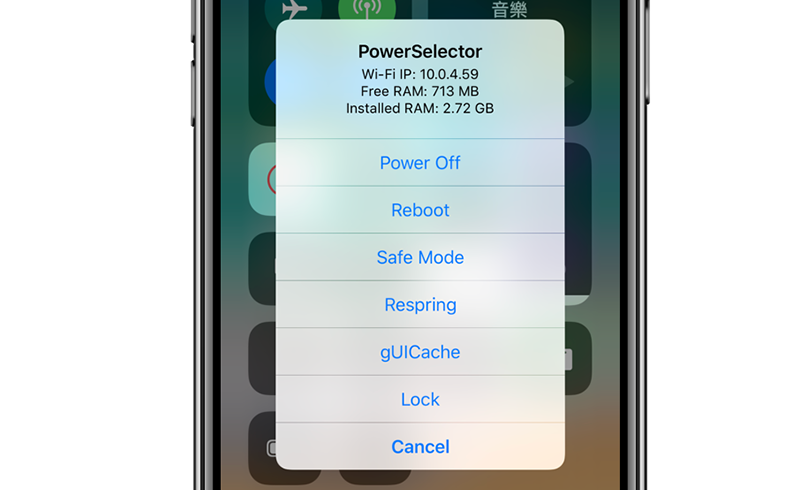 音樂
PowerSelector
Wi-Fi IP: 10.0.4.59
Free RAM: 713 MB
Installed RAM: 2.72 GB
Power Off
Reboot
Safe Mode
Respring
gUICache
Lock
Cancel